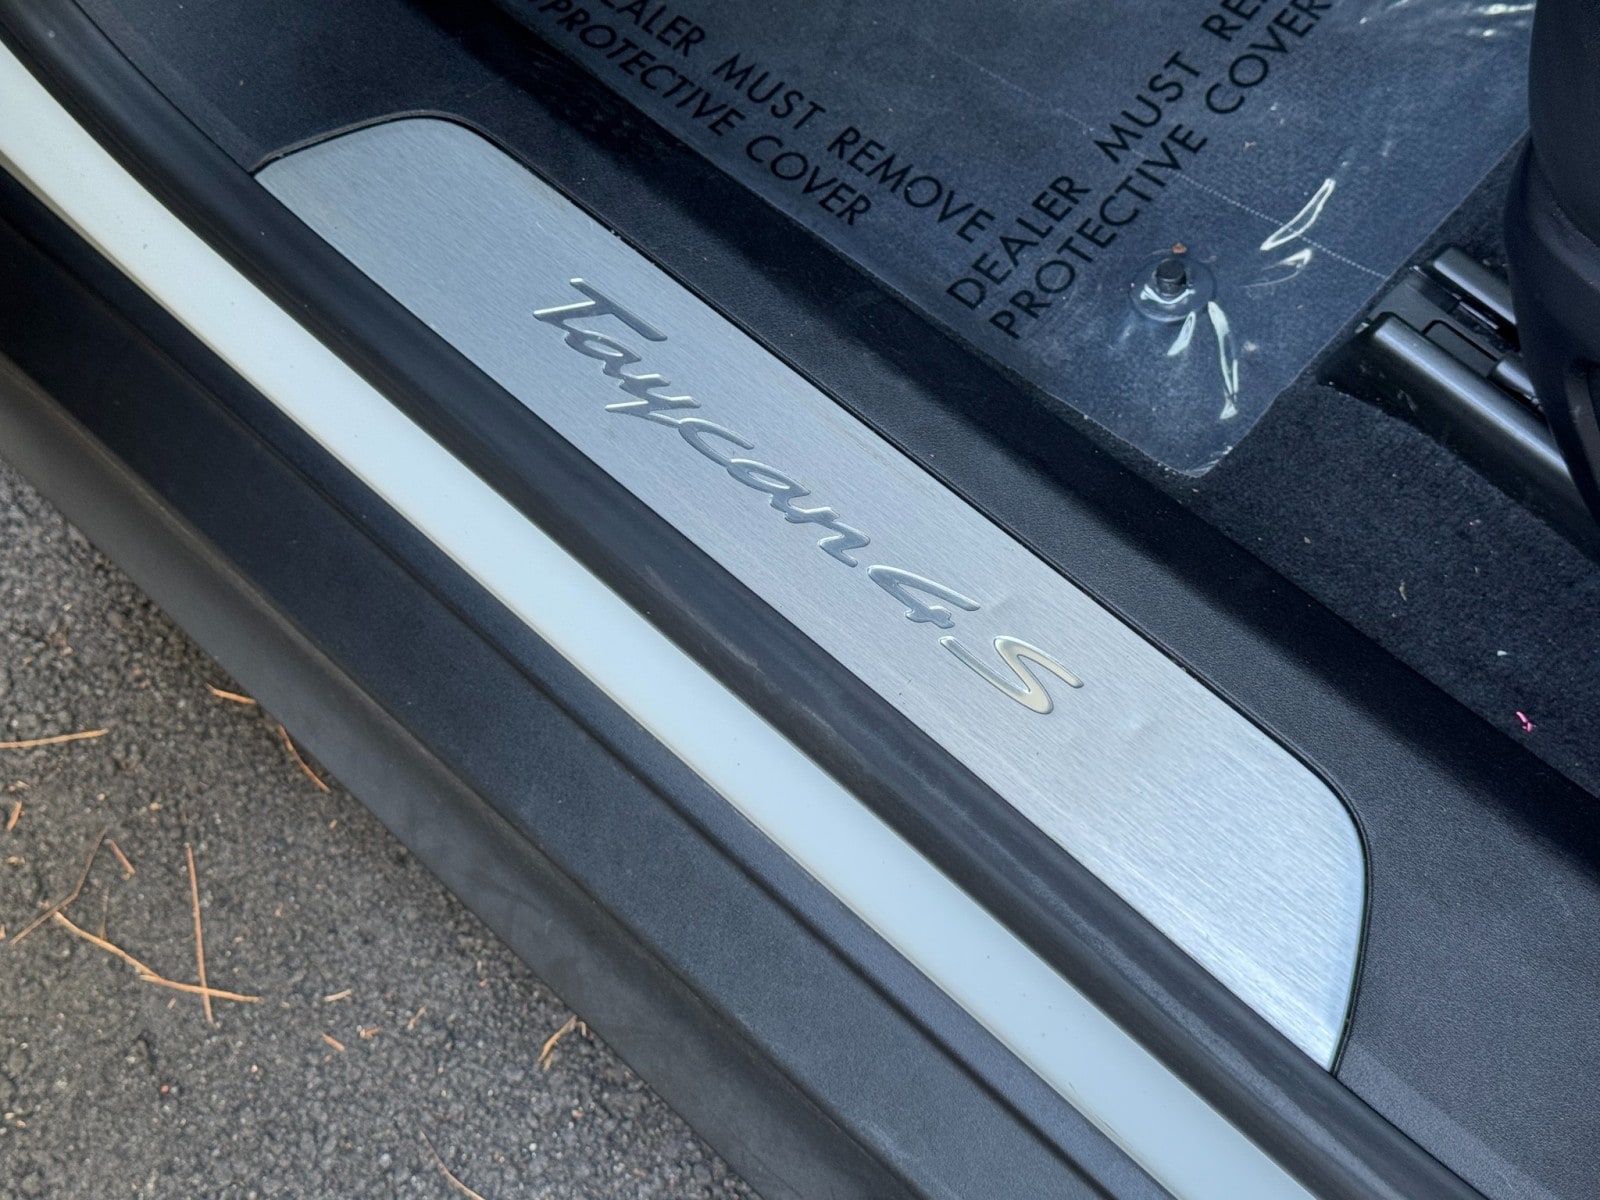 DEALER MUST REMOVE
PROTECTIVE COVER
DEALER MUST
PROTECTIVE COVER
Taycan 4S